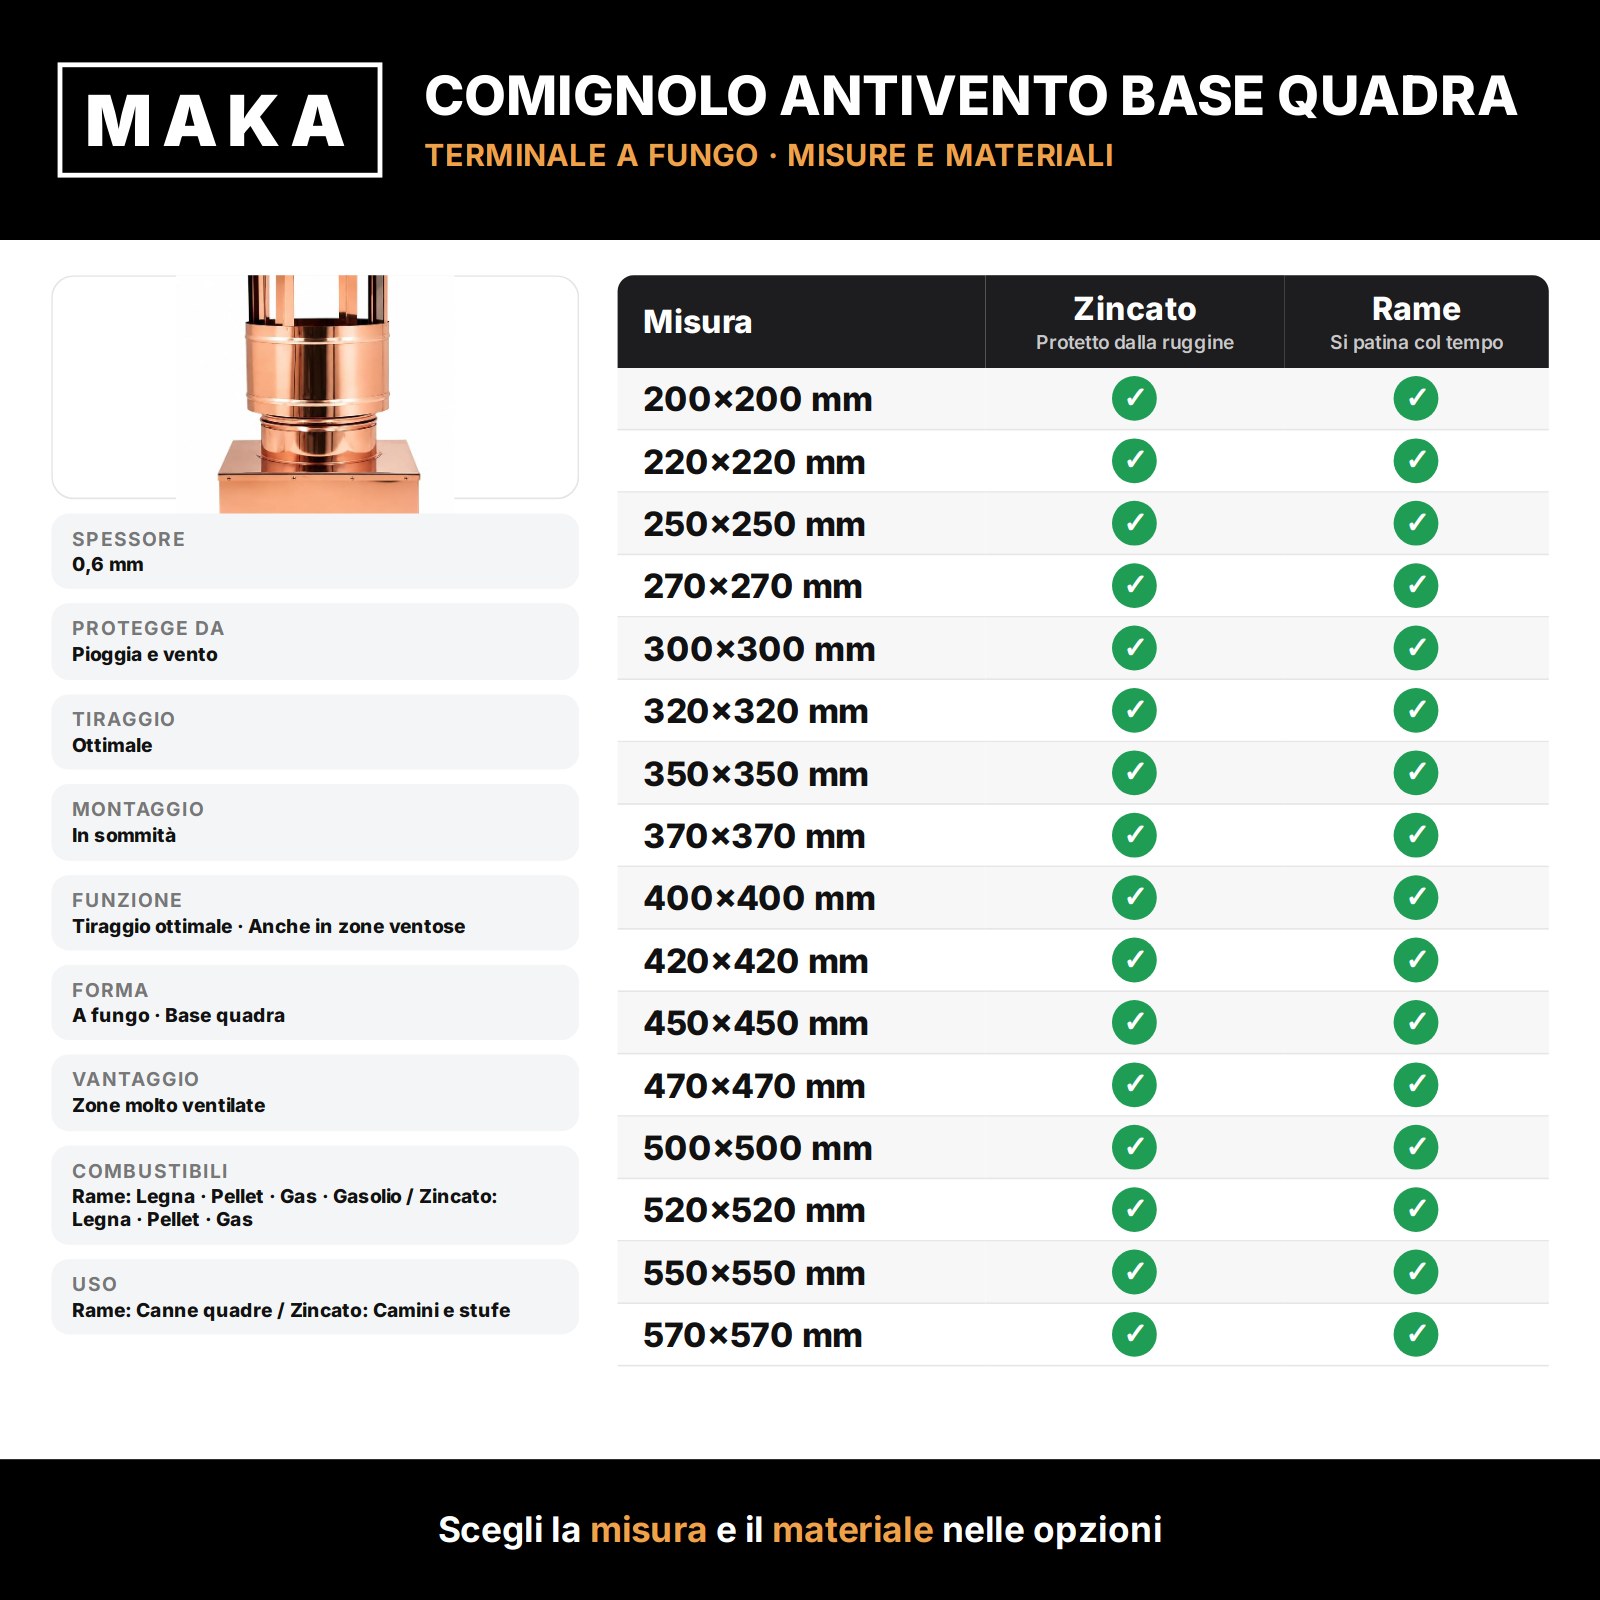 MAKA
COMIGNOLO ANTIVENTO BASE QUADRA
TERMINALE A FUNGO · MISURE E MATERIALI
SPESSORE
0,6 mm
PROTEGGE DA
Pioggia e vento
TIRAGGIO
Ottimale
MONTAGGIO
In sommità
FUNZIONE
Tiraggio ottimale · Anche in zone ventose
FORMA
A fungo · Base quadra
VANTAGGIO
Zone molto ventilate
COMBUSTIBILI
Rame: Legna · Pellet · Gas · Gasolio / Zincato:
Legna · Pellet · Gas
USO
Rame: Canne quadre / Zincato: Camini e stufe
Misura Zincato Rame
Protetto dalla ruggine Si patina col tempo
200×200 mm ✓ ✓
220×220 mm ✓ ✓
250×250 mm ✓ ✓
270×270 mm ✓ ✓
300×300 mm ✓ ✓
320×320 mm ✓ ✓
350×350 mm ✓ ✓
370×370 mm ✓ ✓
400×400 mm ✓ ✓
420×420 mm ✓ ✓
450×450 mm ✓ ✓
470×470 mm ✓ ✓
500×500 mm ✓ ✓
520×520 mm ✓ ✓
550×550 mm ✓ ✓
570×570 mm ✓ ✓
Scegli la misura e il materiale nelle opzioni